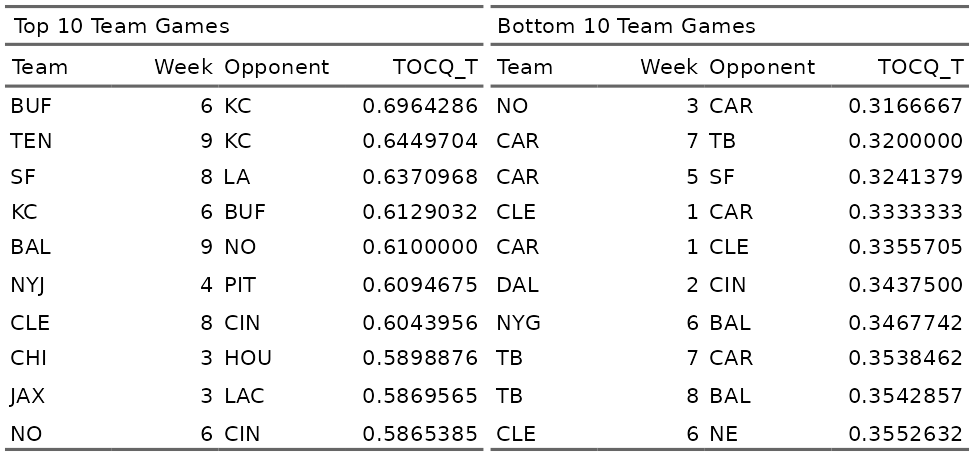 Top 10 Team Games Bottom 10 Team Games
Team Week Opponent TOCQ_T Team Week Opponent TOCQ_T
BUF 6 KC 0.6964286 NO 3 CAR 0.3166667
TEN 9 KC 0.6449704 CAR 7 TB 0.3200000
SF 8 LA 0.6370968 CAR 5 SF 0.3241379
KC 6 BUF 0.6129032 CLE 1 CAR 0.3333333
BAL 9 NO 0.6100000 CAR 1 CLE 0.3355705
NYJ 4 PIT 0.6094675 DAL 2 CIN 0.3437500
CLE 8 CIN 0.6043956 NYG 6 BAL 0.3467742
CHI 3 HOU 0.5898876 TB 7 CAR 0.3538462
JAX 3 LAC 0.5869565 TB 8 BAL 0.3542857
NO 6 CIN 0.5865385 CLE 6 NE 0.3552632